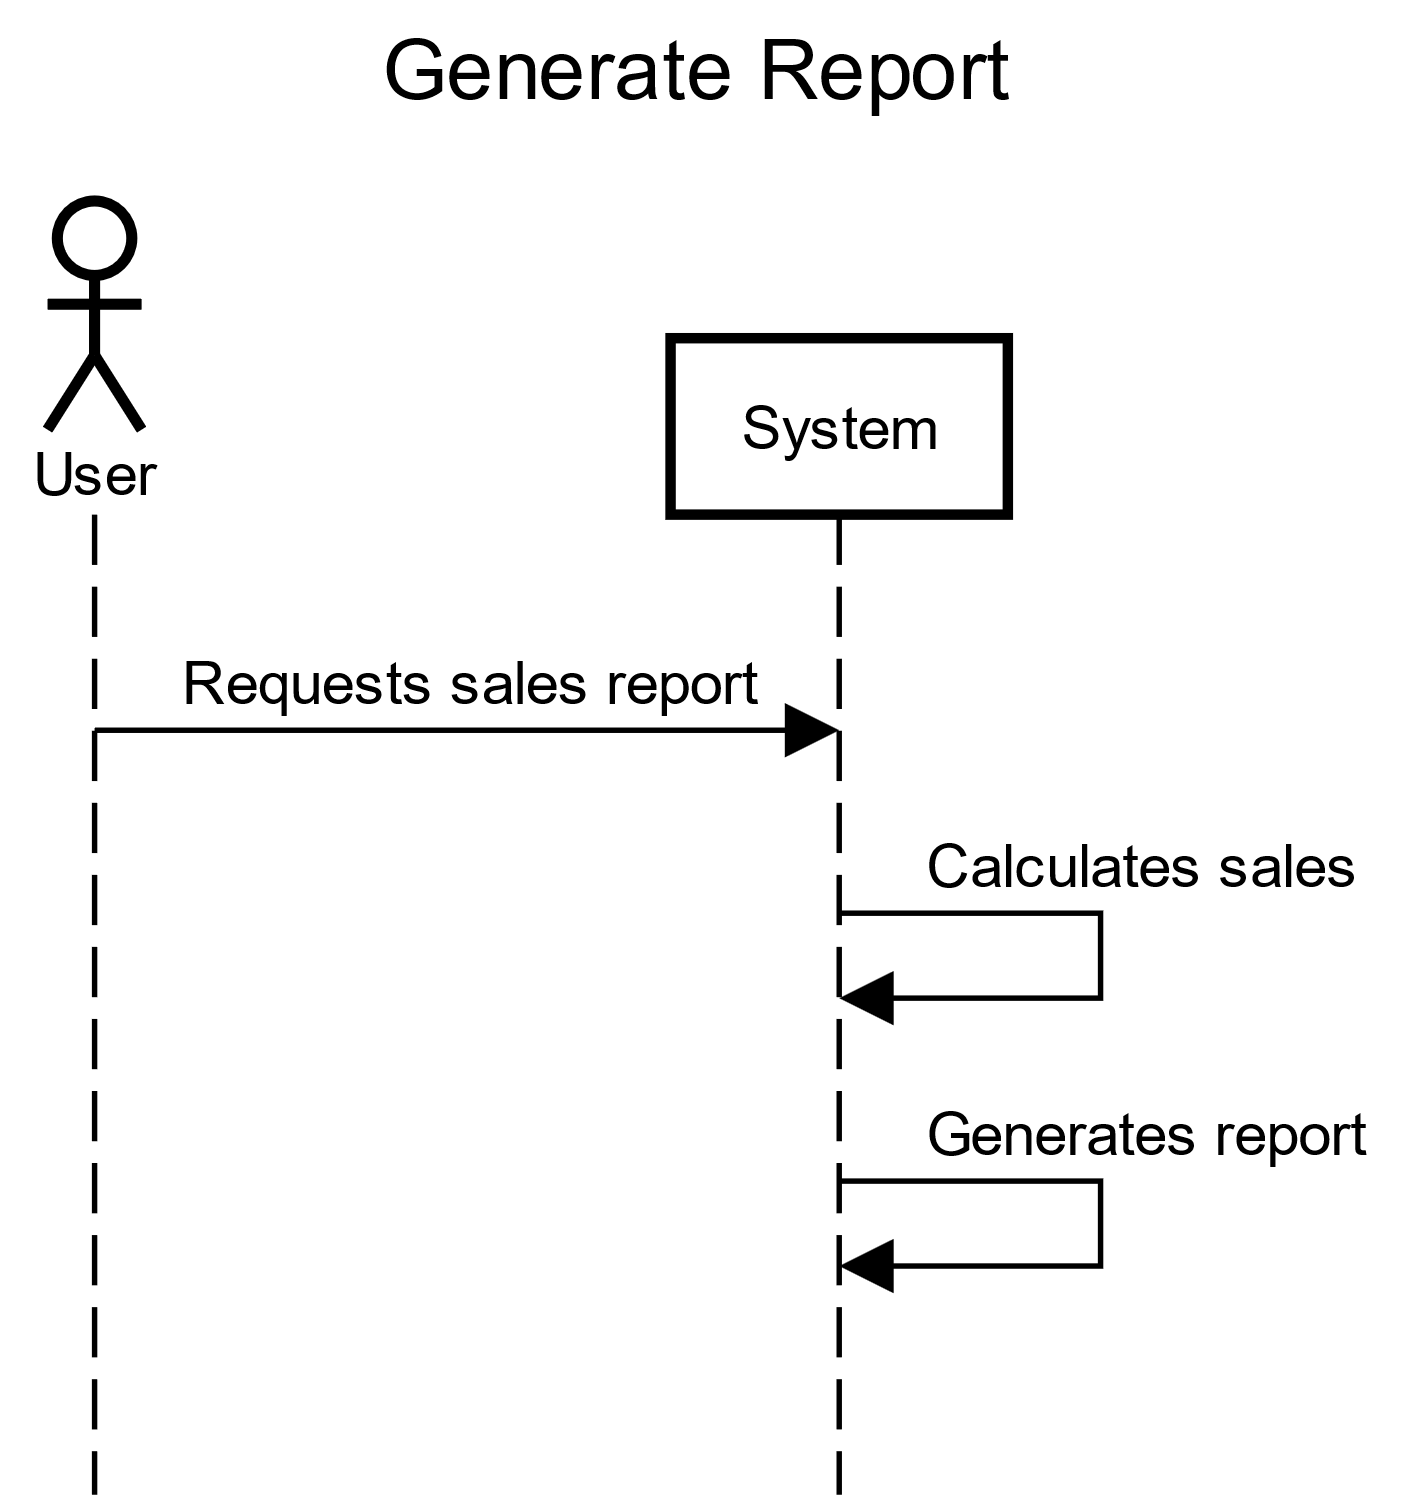 Generate Report
User
System
Requests sales report
Calculates sales
Generates report